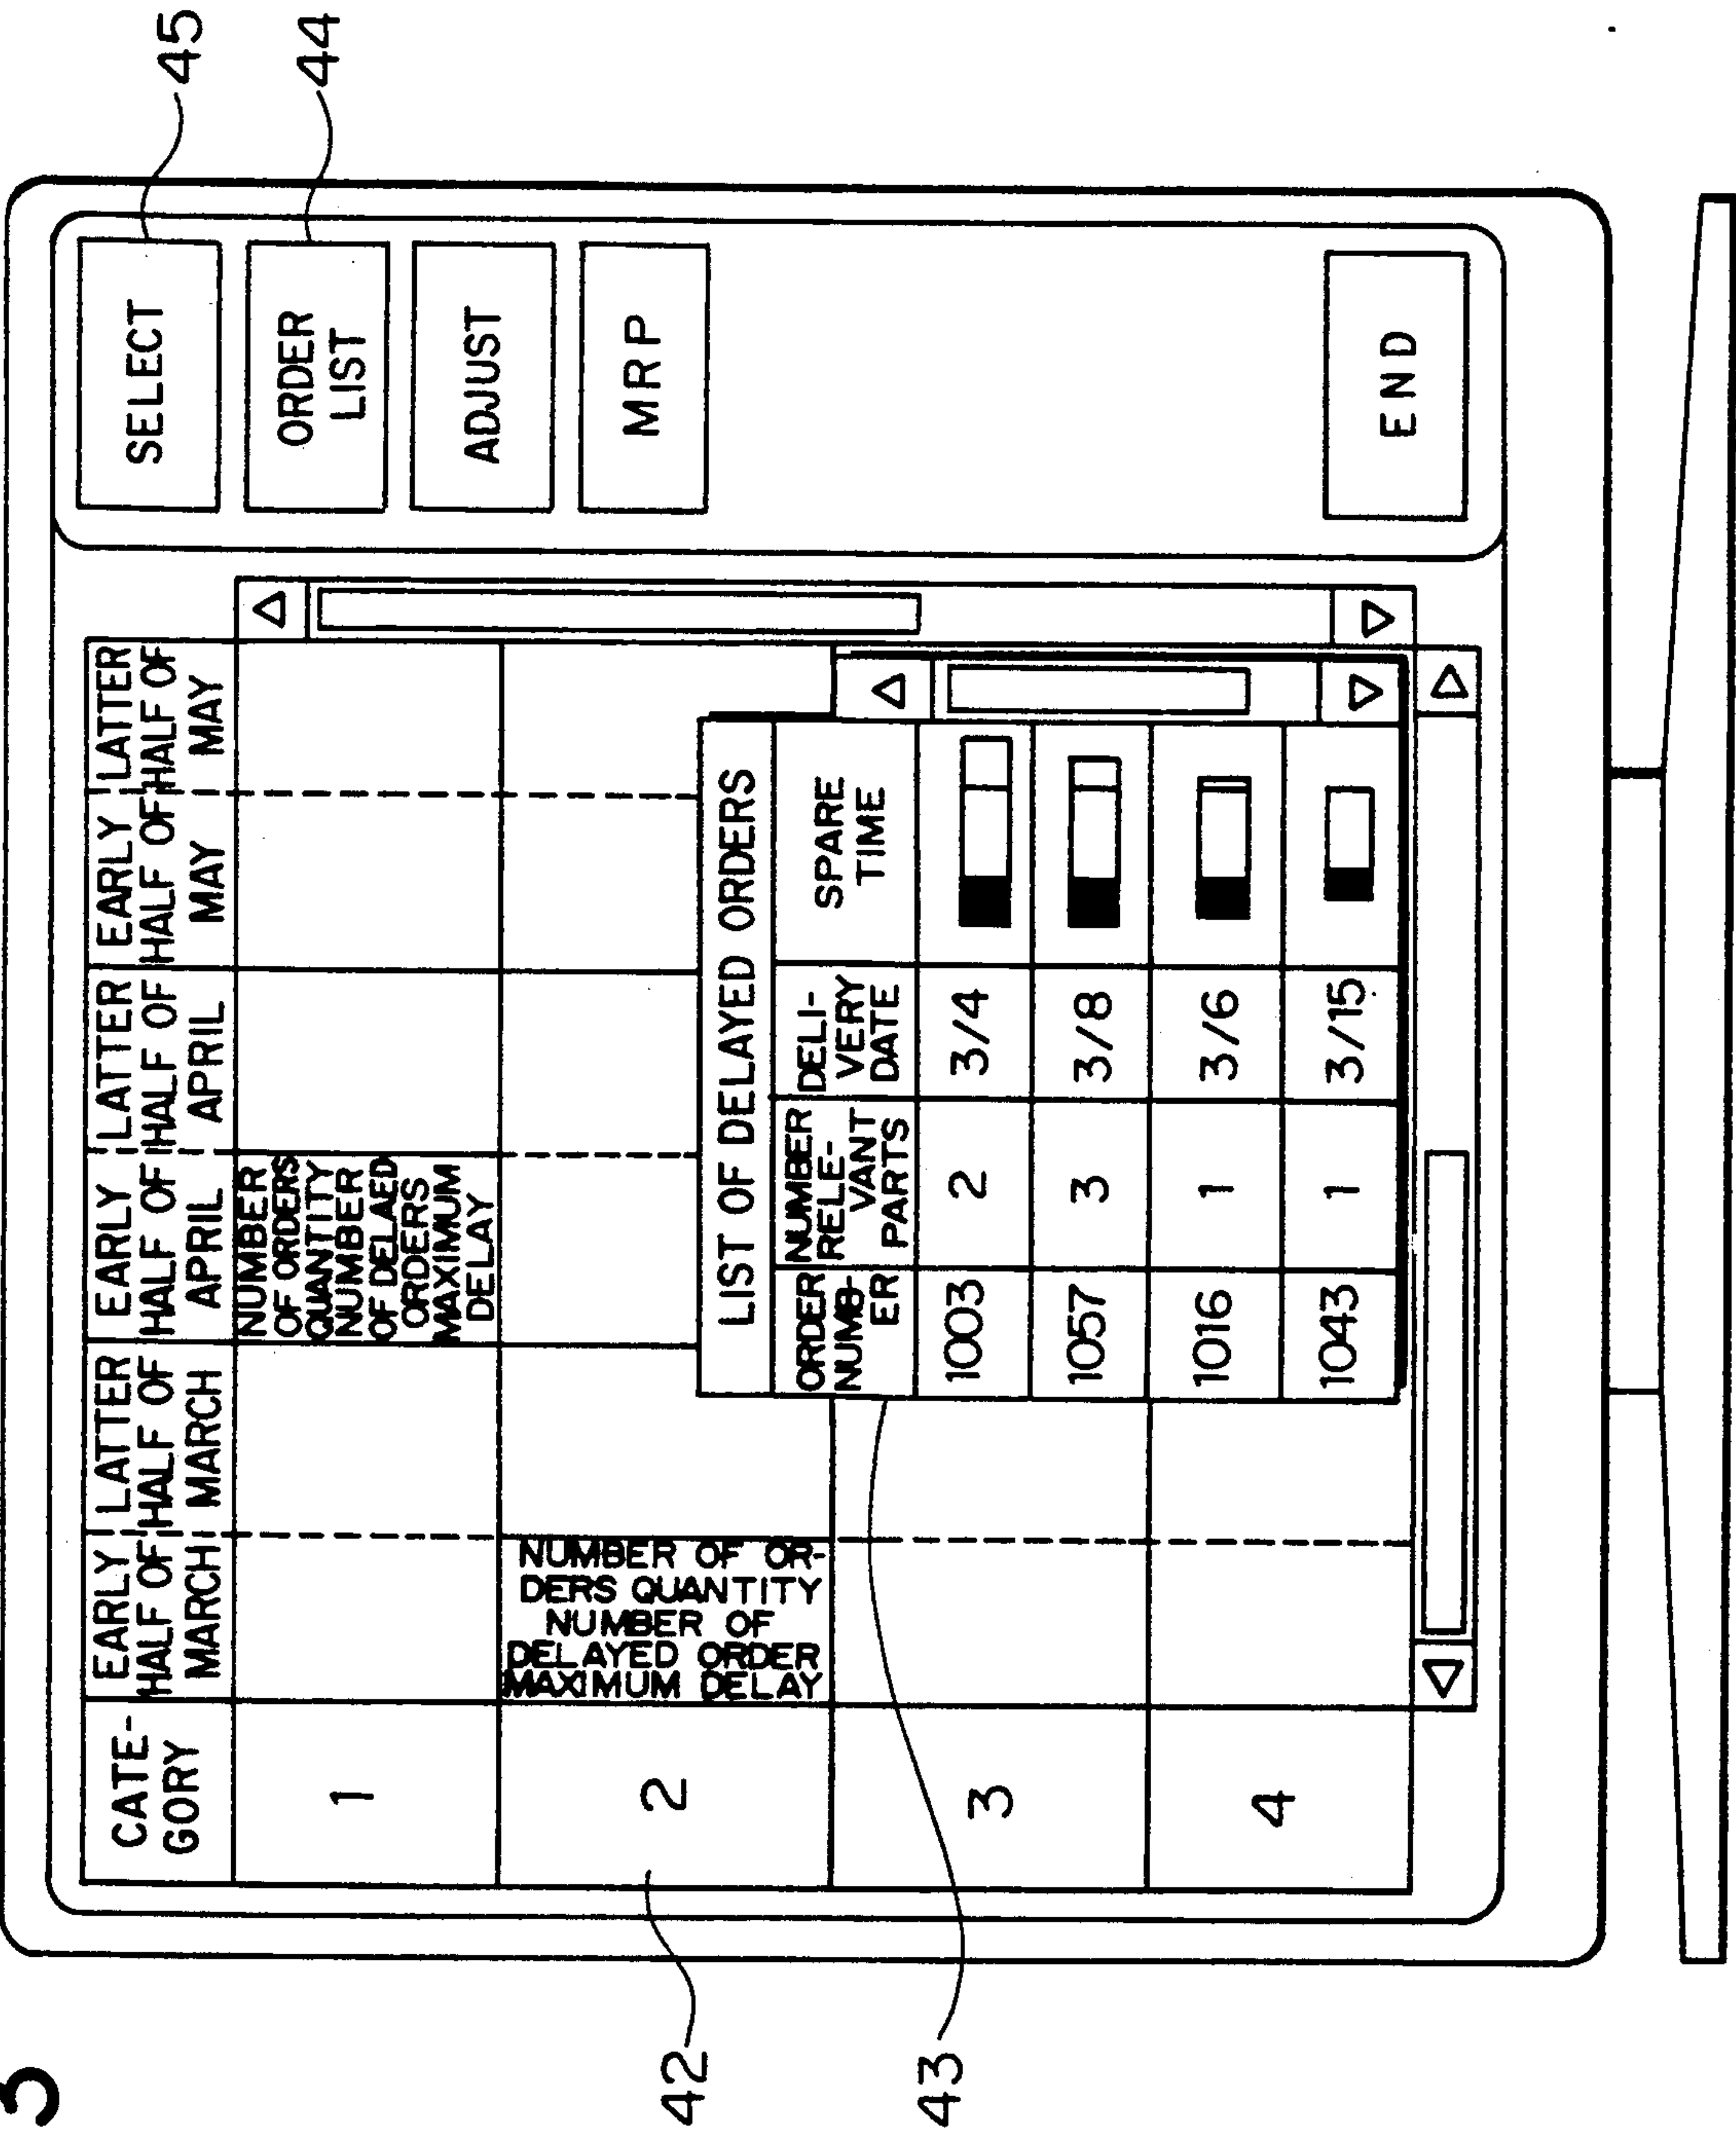 3
CATE-
GORY
EARLY
HALF OF
MARCH
LATTER
HALF OF
MARCH
EARLY
HALF OF
APRIL
LATTER
HALF OF
APRIL
EARLY
HALF OF
MAY
LATTER
HALF OF
MAY
1
NUMBER
OF ORDERS
QUANTITY
NUMBER
OF DELAED
ORDERS
MAXIMUM
DELAY
2
NUMBER OF OR-
DERS QUANTITY
NUMBER OF
DELAYED ORDER
MAXIMUM DELAY
3
4
LIST OF DELAYED ORDERS
ORDER
NUMB-
ER
NUMBER
RELE-
VANT
PARTS
DELI-
VERY
DATE
SPARE
TIME
1003 2 3/4
1057 3 3/8
1016 1 3/6
1043 1 3/15
SELECT
ORDER
LIST
ADJUST
MRP
END
45
44
42
43